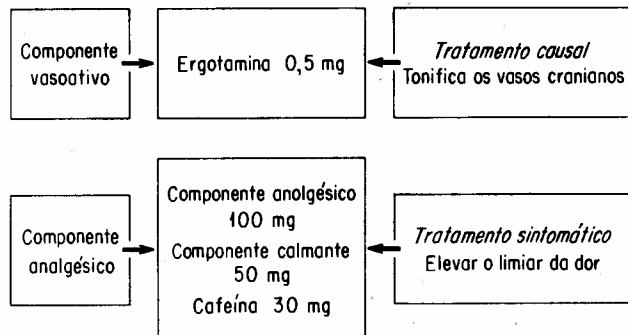 Componente
vasoativo
Ergotamina 0,5 mg
Tratamento causal
Tonifica os vasos cranianos
Componente
analgésico
Componente anolgésico
100 mg
Componente calmante
50 mg
Cafeína 30 mg
Tratamento sintomático
Elevar o limiar da dor